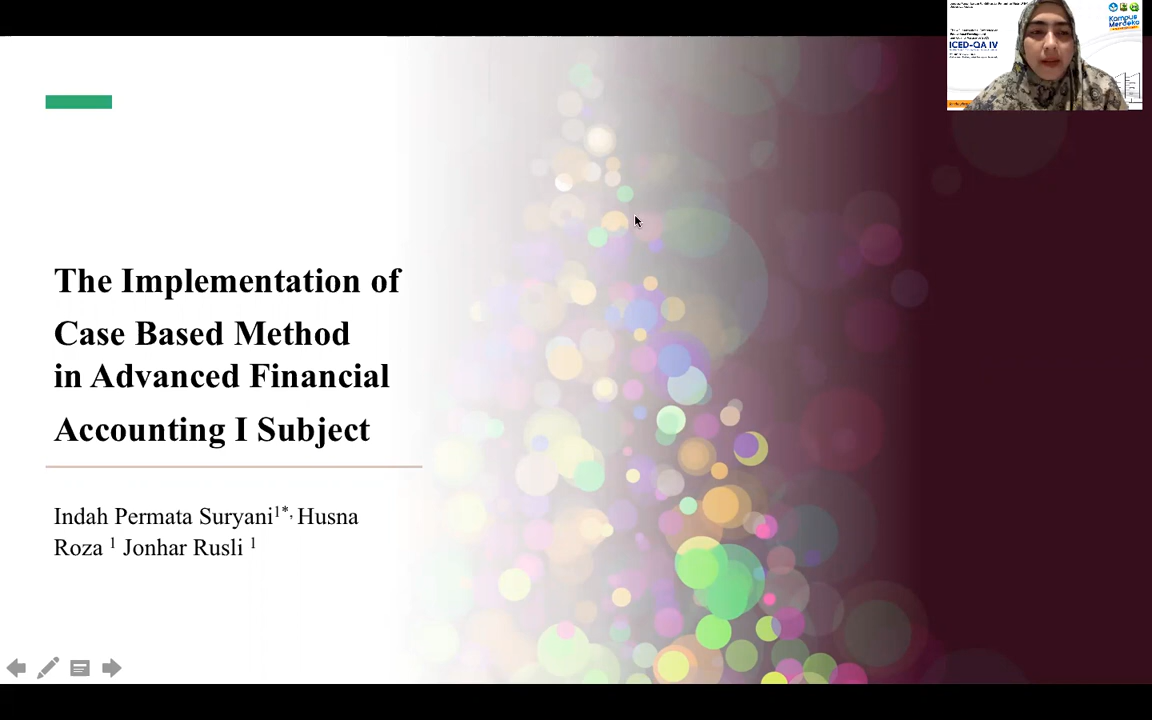 The Implementation of
Case Based Method
in Advanced Financial
Accounting I Subject
Indah Permata Suryani1*, Husna
Roza 1 Jonhar Rusli 1
Kampus
Merdeka
ICED-QA IV